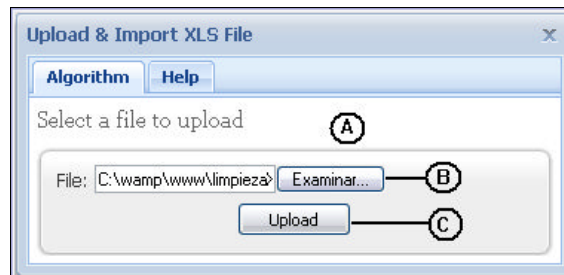 Upload & Import XLS File x
Algorithm Help
Select a file to upload
A
File: C:\wamp\www\limpieza Examinar... B
Upload C